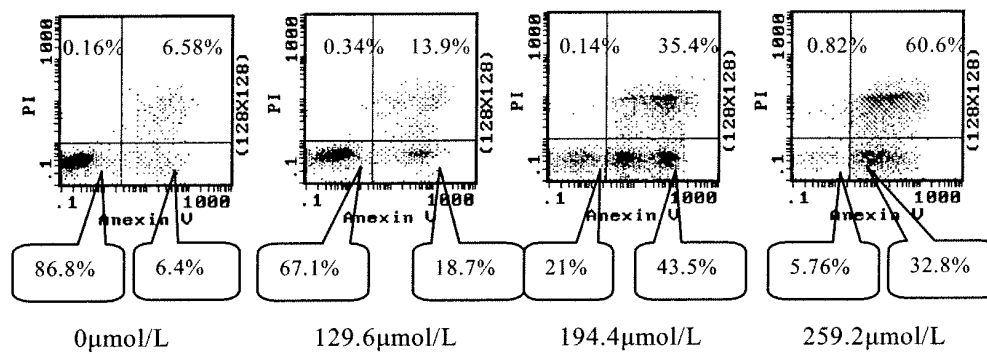 0.16% 6.58%
1000
PI
.1
(128X128)
.1 1000
Anexin V
86.8% 6.4%
0μmol/L
0.34% 13.9%
1000
PI
.1
(128X128)
.1 1000
Anexin V
67.1% 18.7%
129.6μmol/L
0.14% 35.4%
1000
PI
.1
(128X128)
.1 1000
Anexin V
21% 43.5%
194.4μmol/L
0.82% 60.6%
1000
PI
.1
(128X128)
.1 1000
Anexin V
5.76% 32.8%
259.2μmol/L